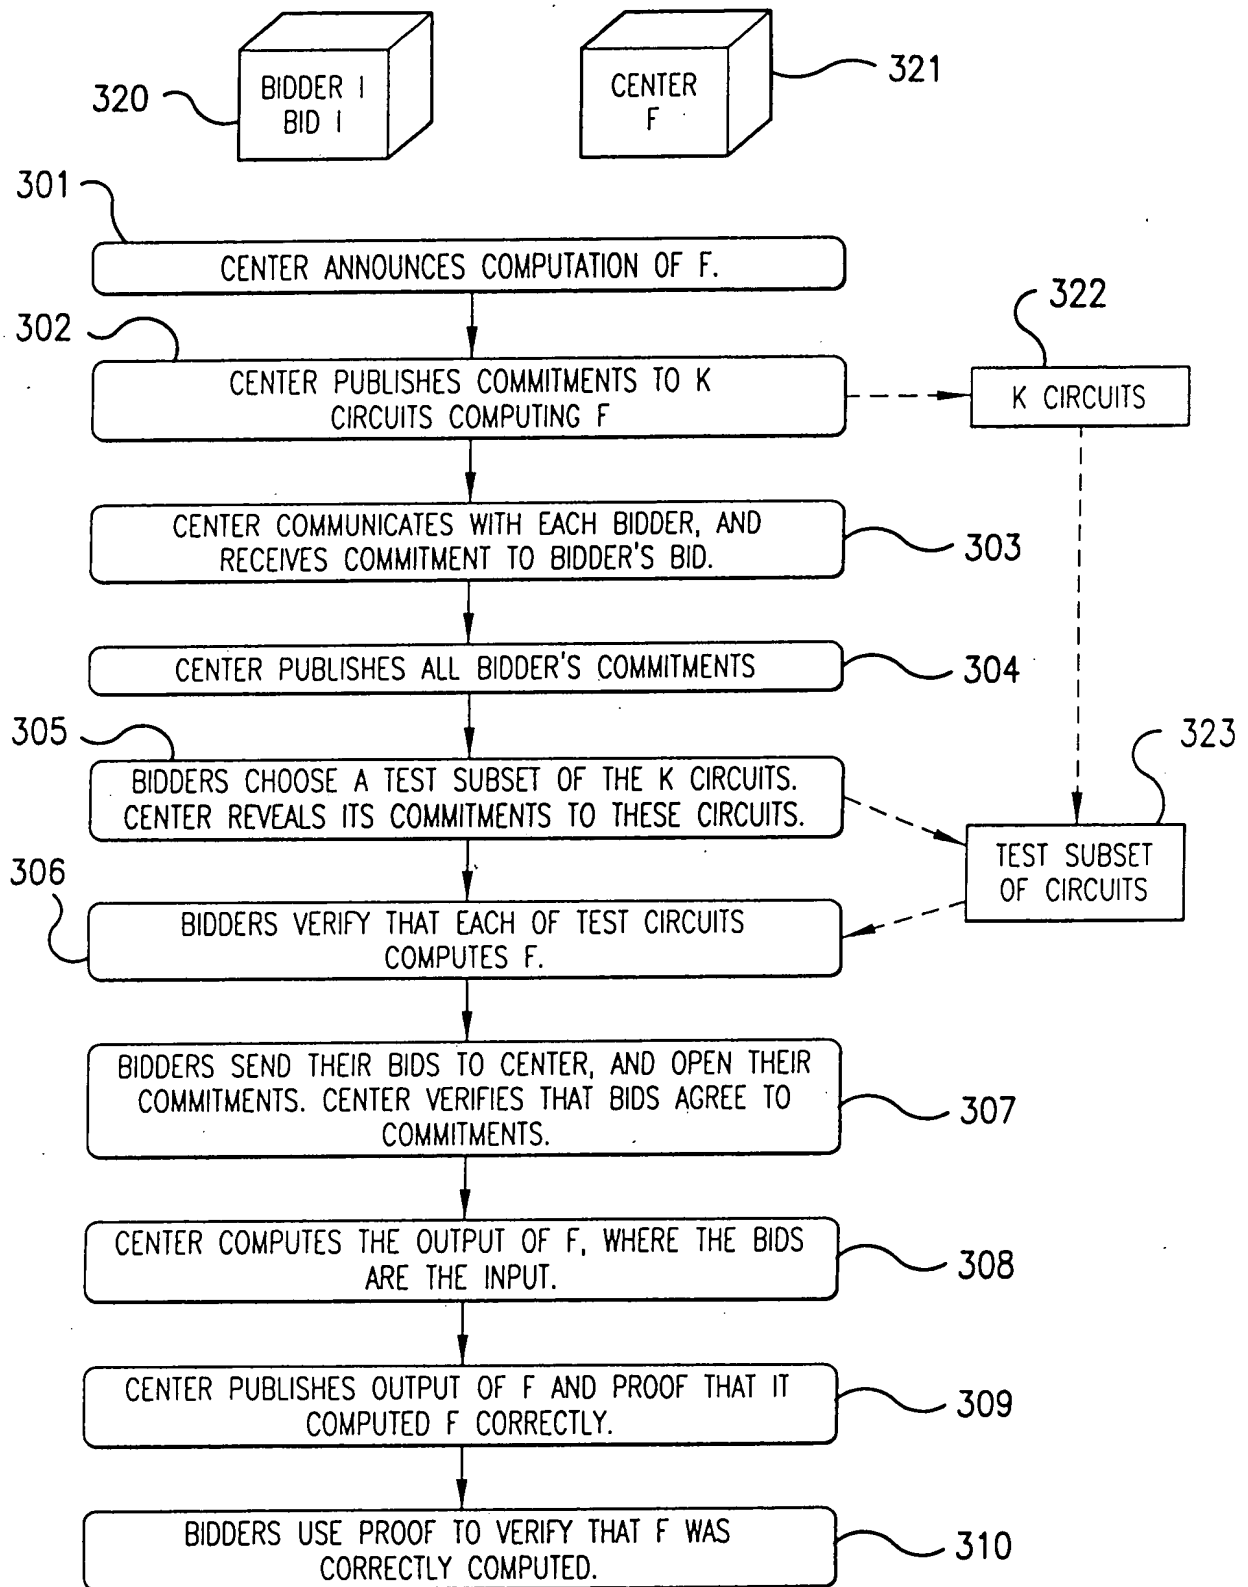 320
BIDDER I
BID I
CENTER
F
321
301
CENTER ANNOUNCES COMPUTATION OF F.
302
CENTER PUBLISHES COMMITMENTS TO K
CIRCUITS COMPUTING F
322
K CIRCUITS
CENTER COMMUNICATES WITH EACH BIDDER, AND
RECEIVES COMMITMENT TO BIDDER'S BID.
303
CENTER PUBLISHES ALL BIDDER'S COMMITMENTS
304
305
BIDDERS CHOOSE A TEST SUBSET OF THE K CIRCUITS.
CENTER REVEALS ITS COMMITMENTS TO THESE CIRCUITS.
323
TEST SUBSET
OF CIRCUITS
306
BIDDERS VERIFY THAT EACH OF TEST CIRCUITS
COMPUTES F.
BIDDERS SEND THEIR BIDS TO CENTER, AND OPEN THEIR
COMMITMENTS. CENTER VERIFIES THAT BIDS AGREE TO
COMMITMENTS.
307
CENTER COMPUTES THE OUTPUT OF F, WHERE THE BIDS
ARE THE INPUT.
308
CENTER PUBLISHES OUTPUT OF F AND PROOF THAT IT
COMPUTED F CORRECTLY.
309
BIDDERS USE PROOF TO VERIFY THAT F WAS
CORRECTLY COMPUTED.
310